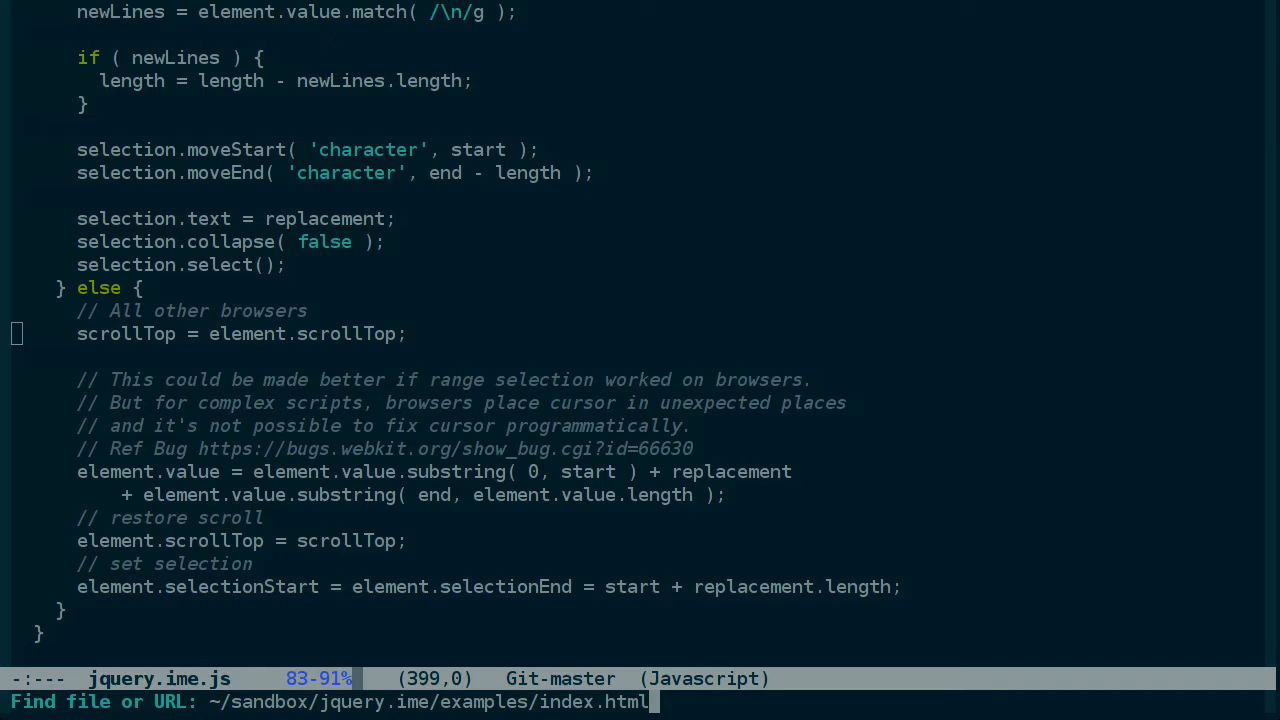 newLines = element.value.match( /\n/g );
if ( newLines ) {
length = length - newLines.length;
}
selection.moveStart( 'character', start );
selection.moveEnd( 'character', end - length );
selection.text = replacement;
selection.collapse( false );
selection.select();
} else {
// All other browsers
scrollTop = element.scrollTop;
// This could be made better if range selection worked on browsers.
// But for complex scripts, browsers place cursor in unexpected places
// and it's not possible to fix cursor programmatically.
// Ref Bug https://bugs.webkit.org/show_bug.cgi?id=66630
element.value = element.value.substring( 0, start ) + replacement
+ element.value.substring( end, element.value.length );
// restore scroll
element.scrollTop = scrollTop;
// set selection
element.selectionStart = element.selectionEnd = start + replacement.length;
}
}
-:--- jquery.ime.js 83-91% (399,0) Git-master (Javascript)
Find file or URL: ~/sandbox/jquery.ime/examples/index.html